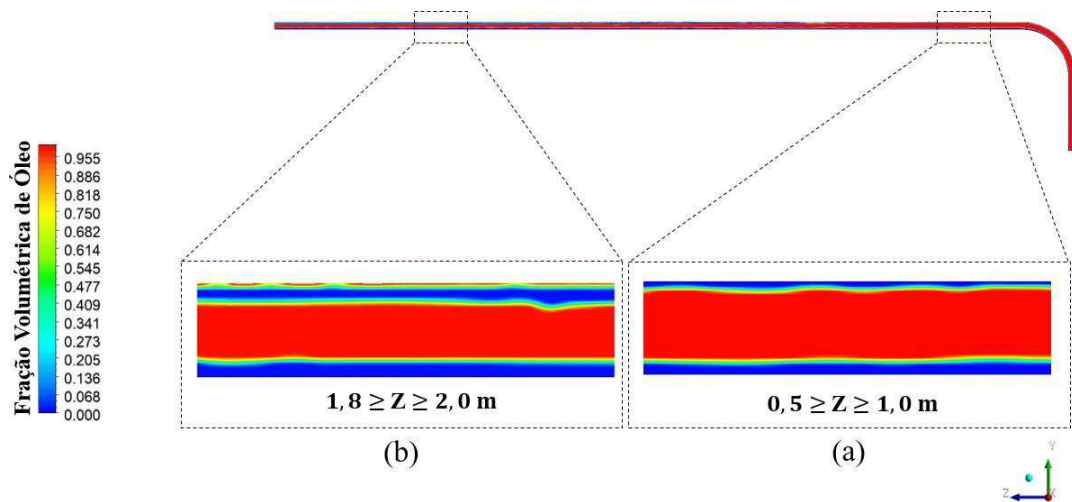 Fração Volumétrica de Óleo
0.955
0.886
0.818
0.750
0.682
0.614
0.545
0.477
0.409
0.341
0.273
0.205
0.136
0.068
0.000
1,8 ≥ Z ≥ 2,0 m
0,5 ≥ Z ≥ 1,0 m
(b)
(a)
Y
Z
X